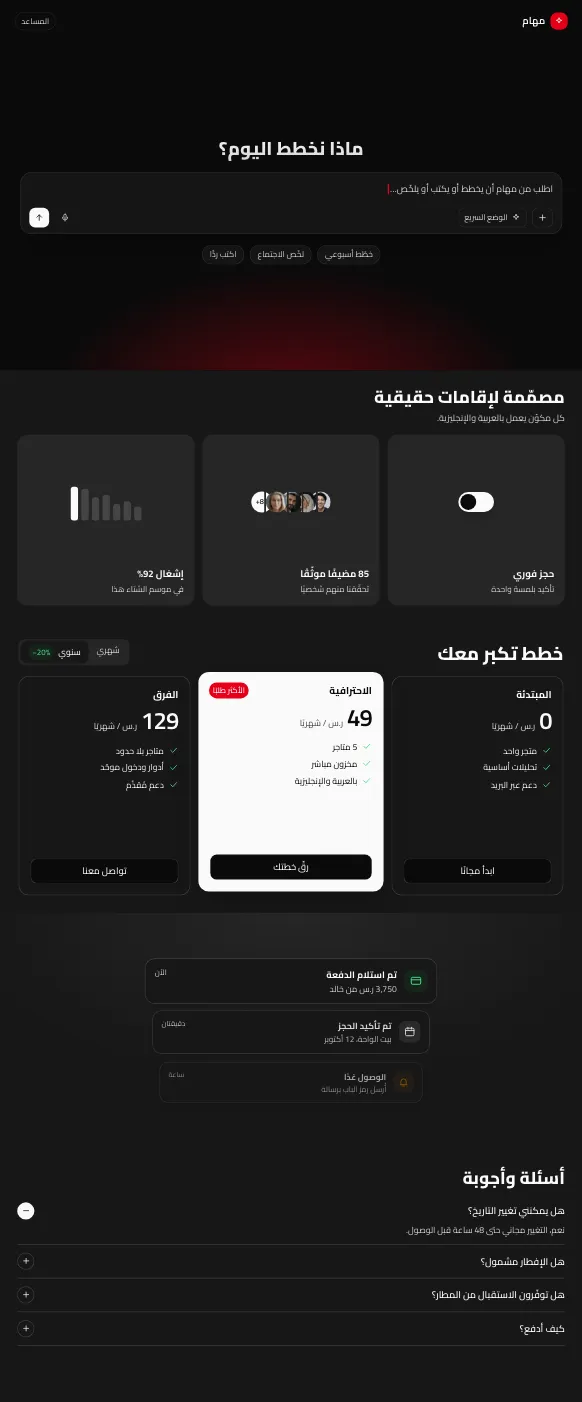 مهام
المساعد
ماذا نخطط اليوم؟
اطلب من مهام أن يخطط أو يكتب أو يلخّص...
الوضع السريع
خطّط أسبوعي
لخّص الاجتماع
اكتب ردًا
مصمّمة لإقامات حقيقية
كل مكوّن يعمل بالعربية والإنجليزية.
حجز فوري
تأكيد بلمسة واحدة
+8
85 مضيفًا موثّقًا
تحقّقنا منهم شخصيًا
إشغال 92%
في موسم الشتاء هذا
خطط تكبر معك
شهري
سنوي
−20%
المبتدئة
0 ر.س / شهريًا
متجر واحد
تحليلات أساسية
دعم عبر البريد
ابدأ مجانًا
الاحترافية
الأكثر طلبًا
49 ر.س / شهريًا
5 متاجر
مخزون مباشر
بالعربية والإنجليزية
رقِّ خطتك
الفرق
129 ر.س / شهريًا
متاجر بلا حدود
أدوار ودخول موحّد
دعم مُقدَّم
تواصل معنا
تم استلام الدفعة
الآن
3,750 ر.س من خالد
تم تأكيد الحجز
دقيقتان
بيت الواحة، 12 أكتوبر
الوصول غدًا
ساعة
أرسل رمز الباب برسالة
أسئلة وأجوبة
هل يمكنني تغيير التاريخ؟
نعم، التغيير مجاني حتّى 48 ساعة قبل الوصول.
هل الإفطار مشمول؟
هل توفّرون الاستقبال من المطار؟
كيف أدفع؟